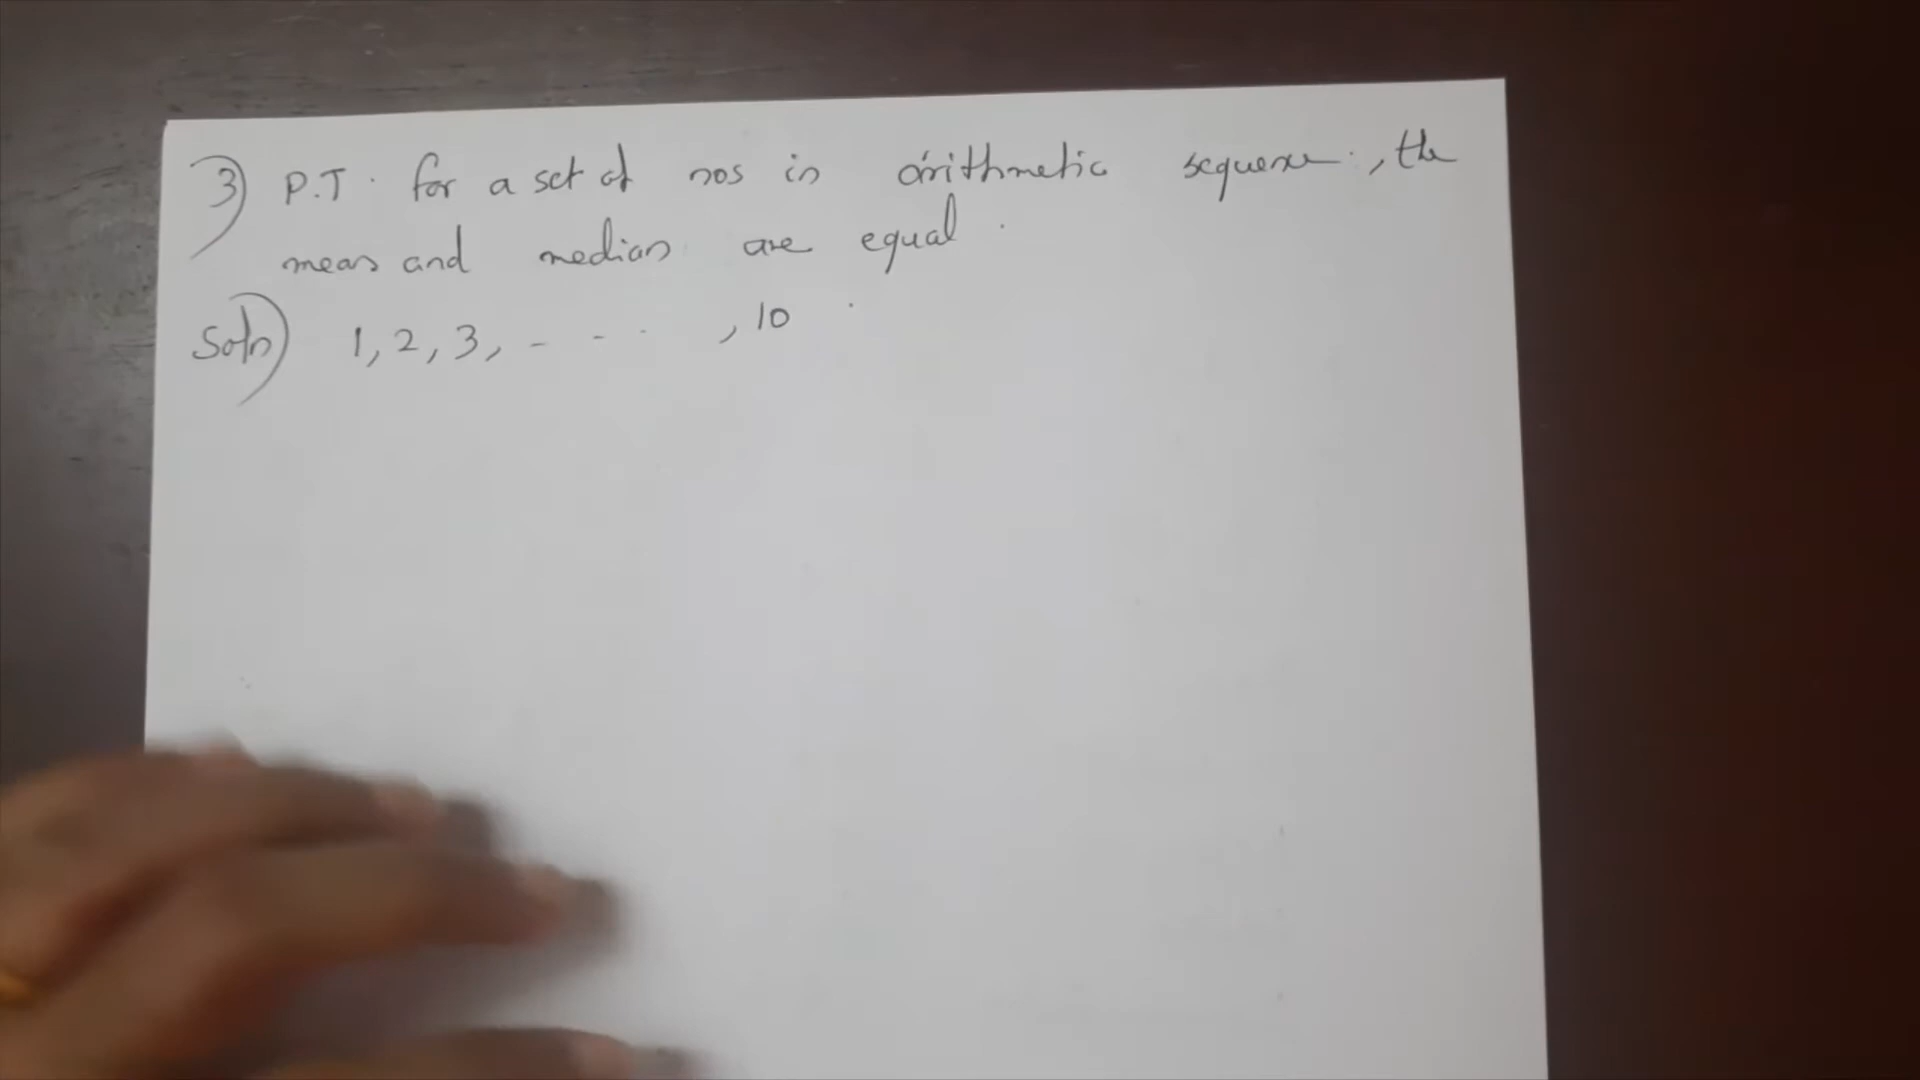 3) P.T. for a set of nos in arithmetic sequence, the
mean and median are equal.
Soln) 1, 2, 3, - - - , 10